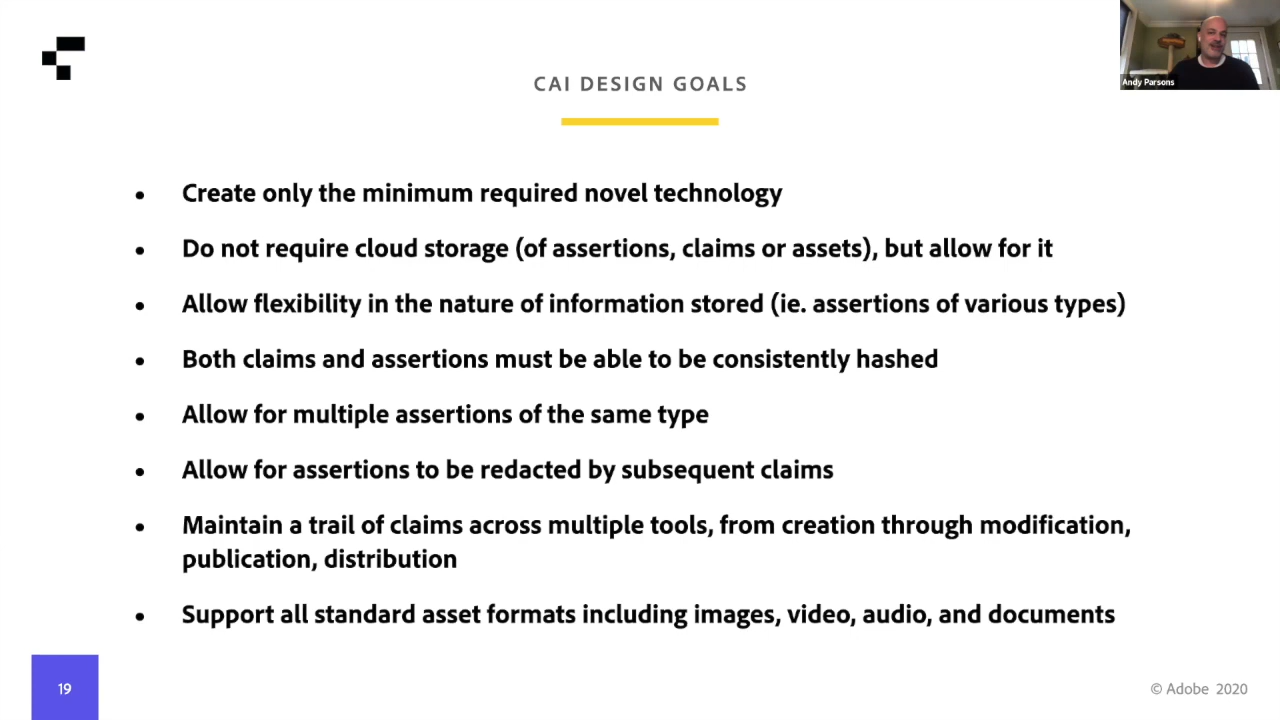 CAI DESIGN GOALS
Andy Parsons
• Create only the minimum required novel technology
• Do not require cloud storage (of assertions, claims or assets), but allow for it
• Allow flexibility in the nature of information stored (ie. assertions of various types)
• Both claims and assertions must be able to be consistently hashed
• Allow for multiple assertions of the same type
• Allow for assertions to be redacted by subsequent claims
• Maintain a trail of claims across multiple tools, from creation through modification,
publication, distribution
• Support all standard asset formats including images, video, audio, and documents
19
© Adobe 2020